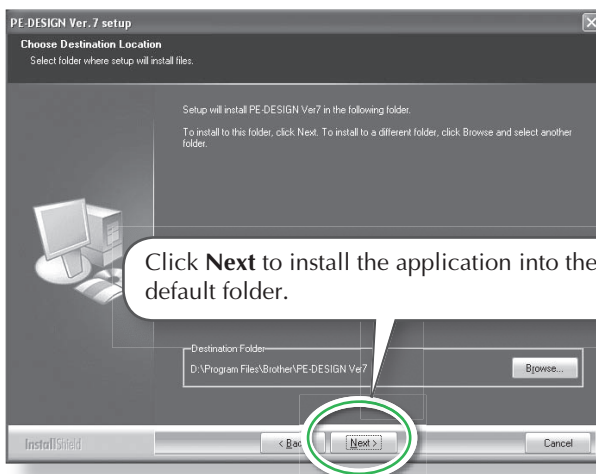 PE-DESIGN Ver. 7 setup
Choose Destination Location
Select folder where setup will install files.
Setup will install PE-DESIGN Ver7 in the following folder.
To install to this folder, click Next. To install to a different folder, click Browse and select another
folder.
Click Next to install the application into the
default folder.
Destination Folder
D:\Program Files\Brother\PE-DESIGN Ver7
Browse...
InstallShield
< Back
Next >
Cancel